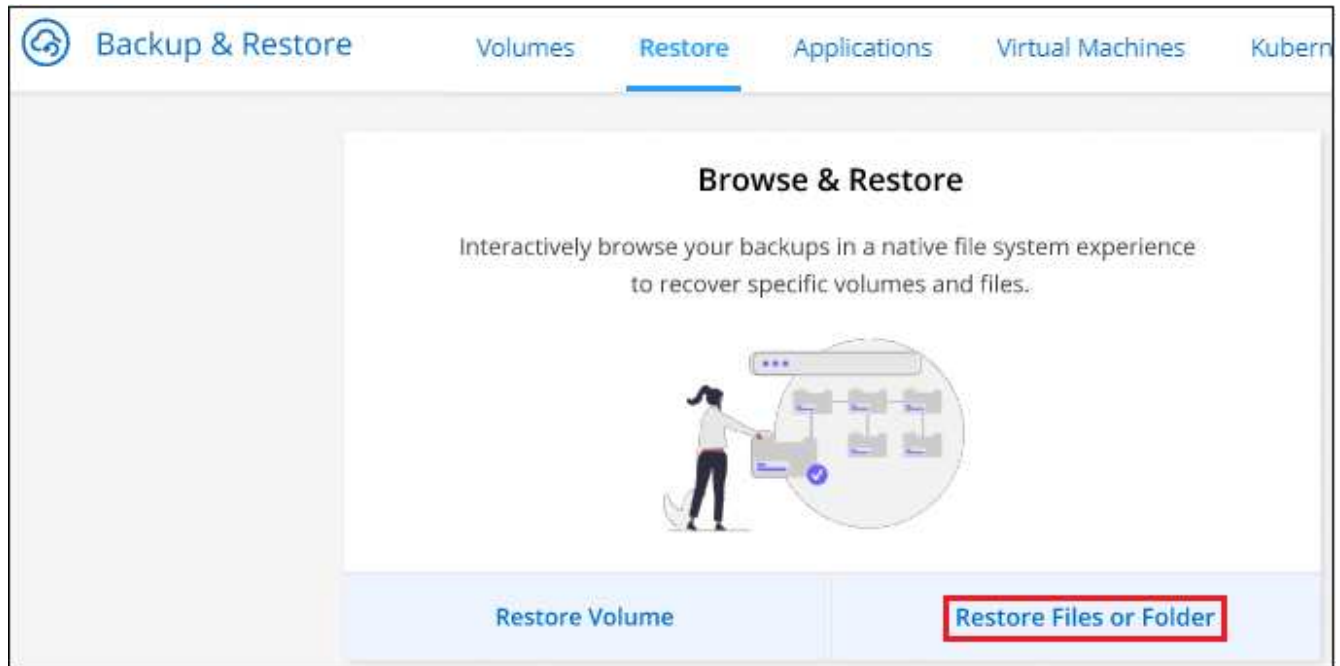 Backup & Restore Volumes Restore Applications Virtual Machines Kubern
Browse & Restore
Interactively browse your backups in a native file system experience
to recover specific volumes and files.
Restore Volume Restore Files or Folder